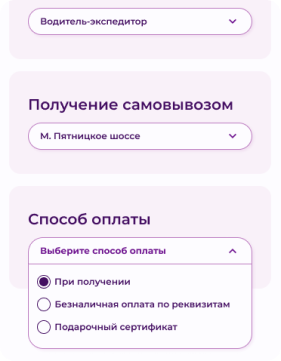 Водитель-экспедитор
Получение самовывозом
М. Пятницкое шоссе
Способ оплаты
Выберите способ оплаты
При получении
Безналичная оплата по реквизитам
Подарочный сертификат